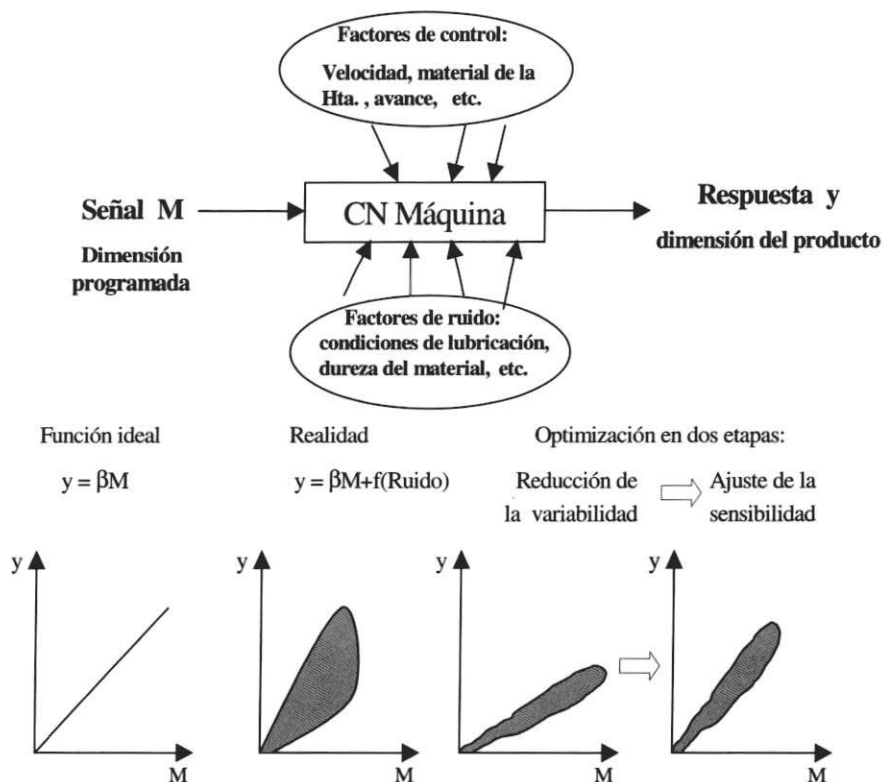 Factores de control:
Velocidad, material de la
Hta. , avance, etc.
Señal M
CN Máquina
Respuesta y
Dimensión
programada
dimensión del producto
Factores de ruido:
condiciones de lubricación,
dureza del material, etc.
Función ideal
Realidad
Optimización en dos etapas:
y = βM
y = βM+f(Ruido)
Reducción de
la variabilidad
Ajuste de la
sensibilidad
y
y
y
y
M
M
M
M